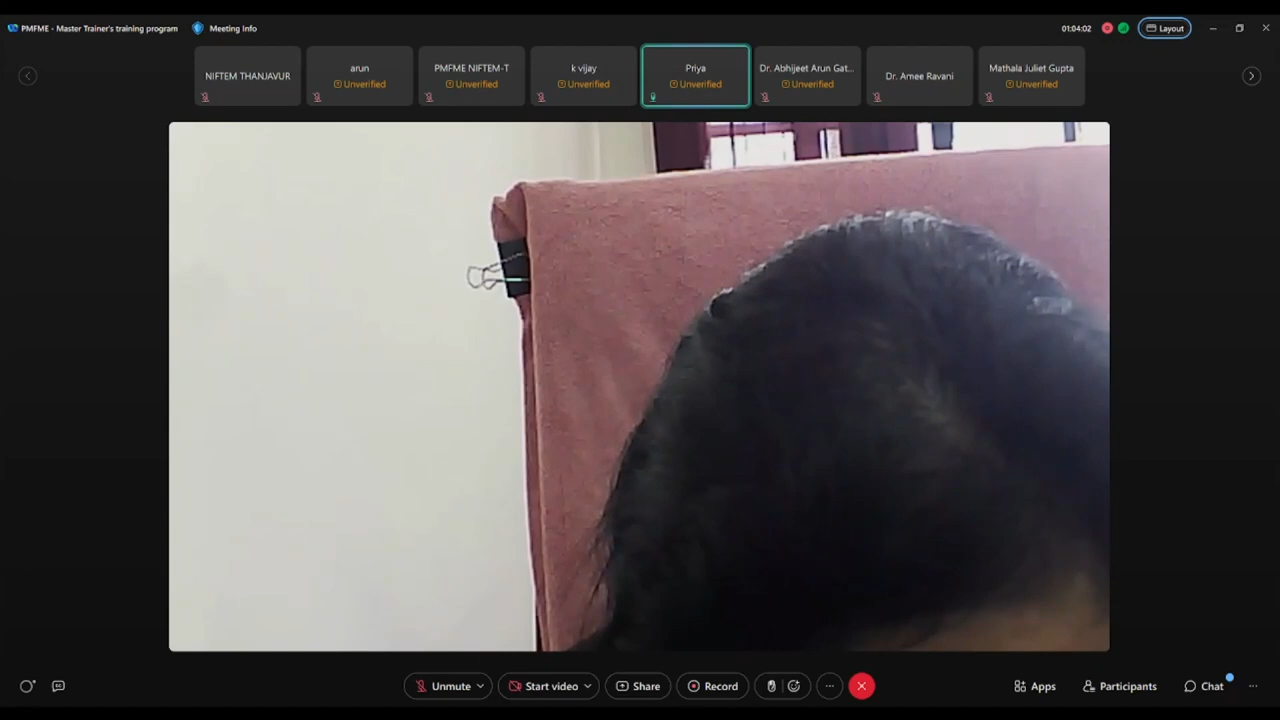 PMFME - Master Trainer's training program
Meeting Info
01:04:02
Layout
NIFTEM THANJAVUR
arun
Unverified
PMFME NIFTEM-T
Unverified
k vijay
Unverified
Priya
Unverified
Dr. Abhijeet Arun Gat...
Unverified
Dr. Amee Ravani
Mathala Juliet Gupta
Unverified
Unmute
Start video
Share
Record
Apps
Participants
Chat